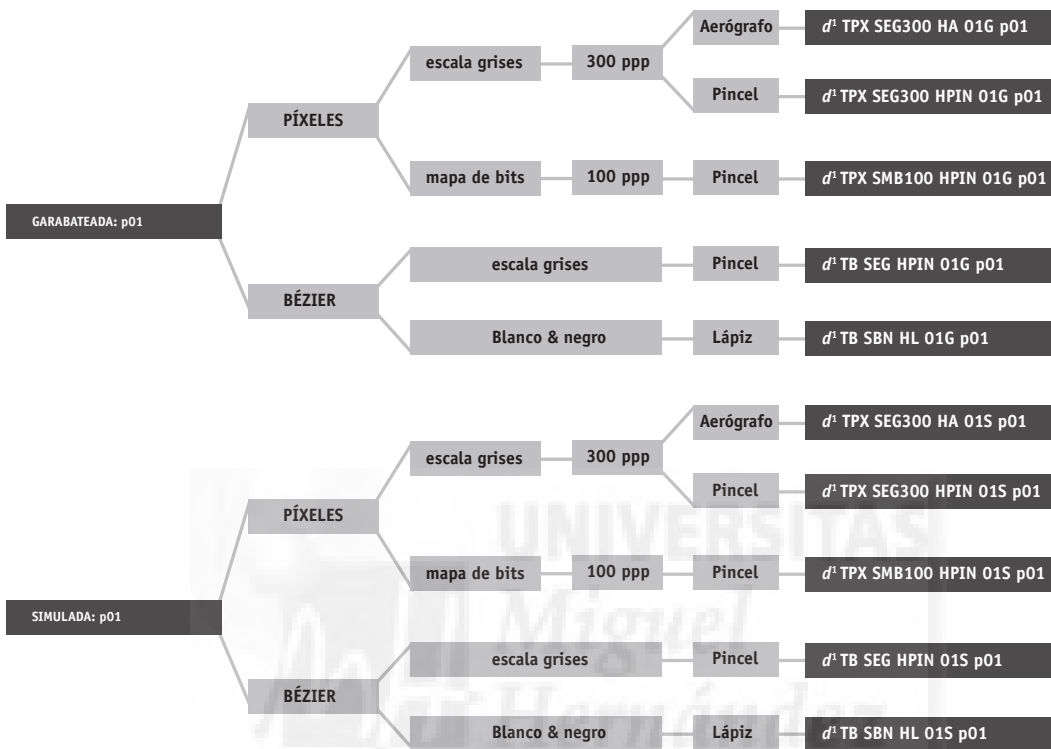 Aerógrafo
d¹ TPX SEG300 HA 01G p01
escala grises
300 ppp
Pincel
d¹ TPX SEG300 HPIN 01G p01
PÍXELES
mapa de bits
100 ppp
Pincel
d¹ TPX SMB100 HPIN 01G p01
GARABATEADA: p01
escala grises
Pincel
d¹ TB SEG HPIN 01G p01
BÉZIER
Blanco & negro
Lápiz
d¹ TB SBN HL 01G p01
Aerógrafo
d¹ TPX SEG300 HA 01S p01
escala grises
300 ppp
Pincel
d¹ TPX SEG300 HPIN 01S p01
PÍXELES
mapa de bits
100 ppp
Pincel
d¹ TPX SMB100 HPIN 01S p01
SIMULADA: p01
escala grises
Pincel
d¹ TB SEG HPIN 01S p01
BÉZIER
Blanco & negro
Lápiz
d¹ TB SBN HL 01S p01
UNIVERSITAS
Miguel
Hernández